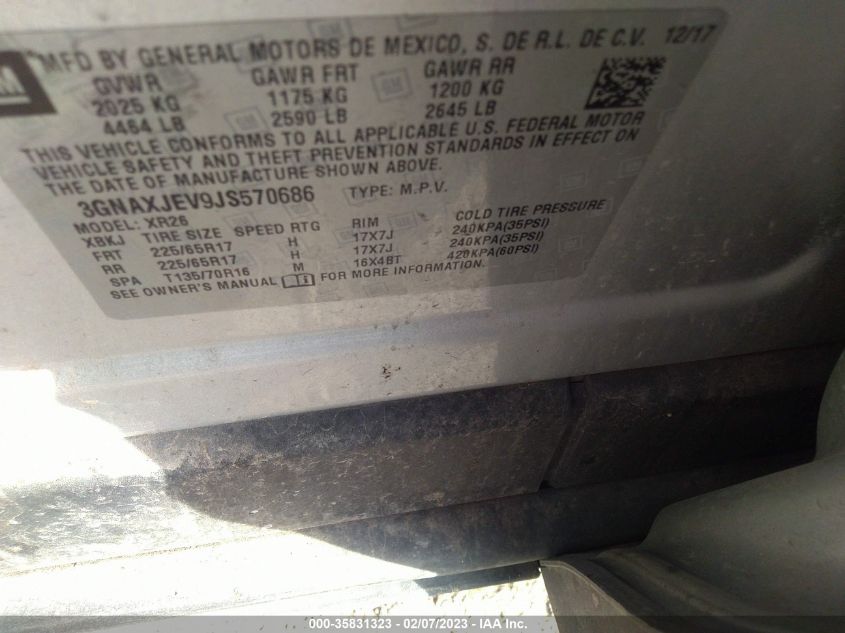 GM
MFD BY GENERAL MOTORS DE MEXICO, S. DE R.L. DE C.V. 12/17
GVWR GAWR FRT GAWR RR
2025 KG 1175 KG 1200 KG
4464 LB 2590 LB 2645 LB
THIS VEHICLE CONFORMS TO ALL APPLICABLE U.S. FEDERAL MOTOR
VEHICLE SAFETY AND THEFT PREVENTION STANDARDS IN EFFECT ON
THE DATE OF MANUFACTURE SHOWN ABOVE.
3GNAXJEV9JS570686 TYPE: M.P.V.
MODEL: XR26
XBKJ TIRE SIZE SPEED RTG RIM COLD TIRE PRESSURE
FRT 225/65R17 H 17X7J 240KPA(35PSI)
RR 225/65R17 H 17X7J 240KPA(35PSI)
SPA T135/70R16 M 16X4BT 420KPA(60PSI)
SEE OWNER'S MANUAL FOR MORE INFORMATION.
000-35831323 - 02/07/2023 - IAA Inc.